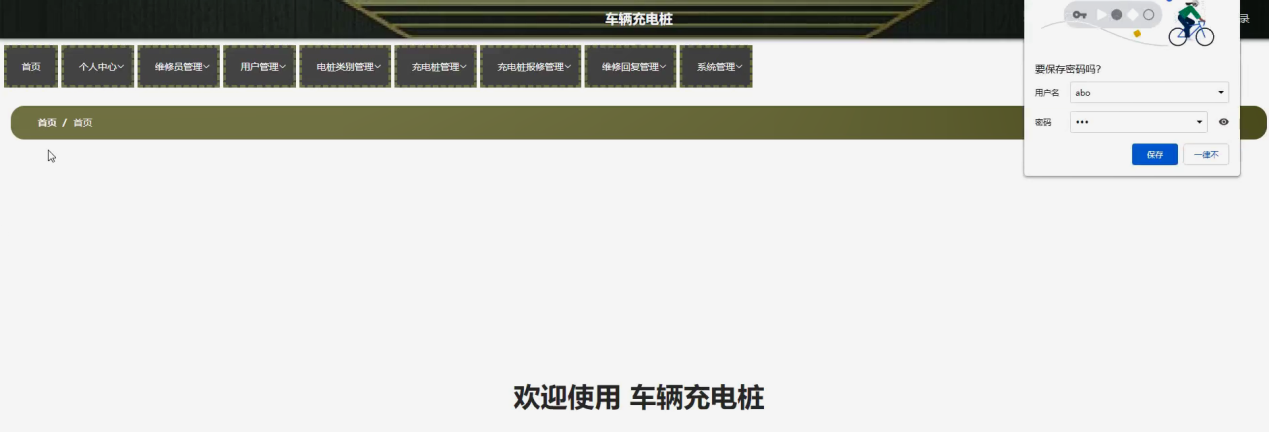 车辆充电桩
录
首页 个人中心 维修员管理 用户管理 电桩类别管理 充电桩管理 充电桩报修管理 维修回复管理 系统管理
首页 / 首页
要保存密码吗?
用户名 abo
密码 •••
保存 一律不
欢迎使用 车辆充电桩